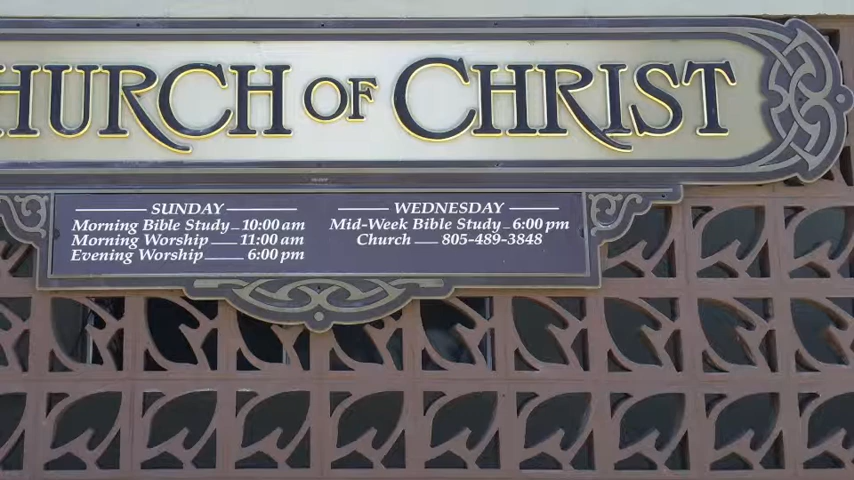 CHURCH OF CHRIST
SUNDAY
Morning Bible Study 10:00 am
Morning Worship 11:00 am
Evening Worship 6:00 pm
WEDNESDAY
Mid-Week Bible Study 6:00 pm
Church 805-489-3848